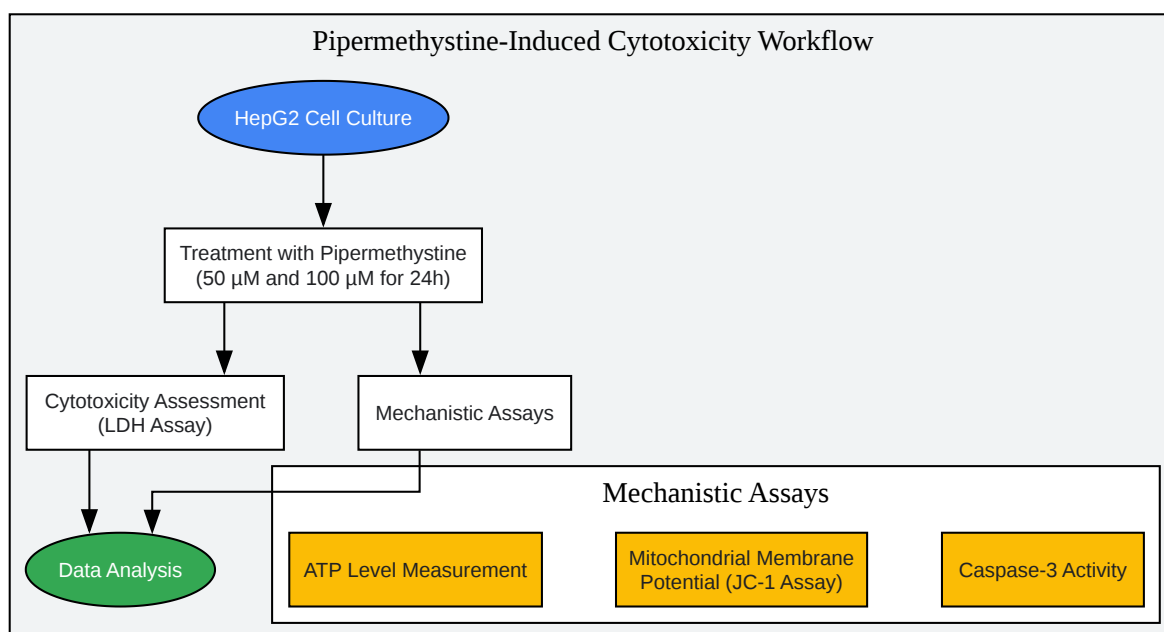 Pipermethystine-Induced Cytotoxicity Workflow
HepG2 Cell Culture
Treatment with Pipermethystine
(50 µM and 100 µM for 24h)
Cytotoxicity Assessment
(LDH Assay)
Mechanistic Assays
Mechanistic Assays
Data Analysis
ATP Level Measurement
Mitochondrial Membrane
Potential (JC-1 Assay)
Caspase-3 Activity